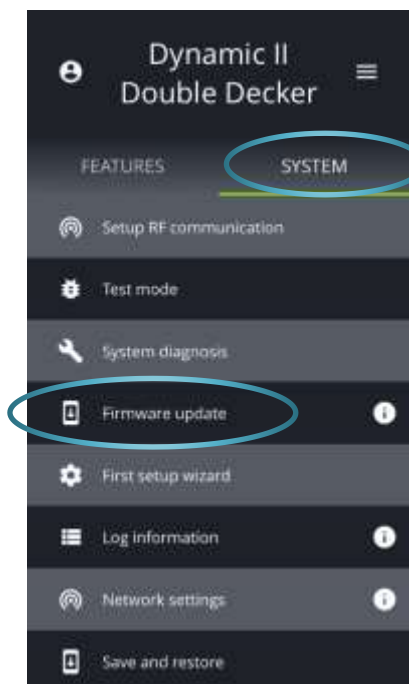 Dynamic II
Double Decker
FEATURES
SYSTEM
Setup RF communication
Test mode
System diagnosis
Firmware update
First setup wizard
Log information
Network settings
Save and restore